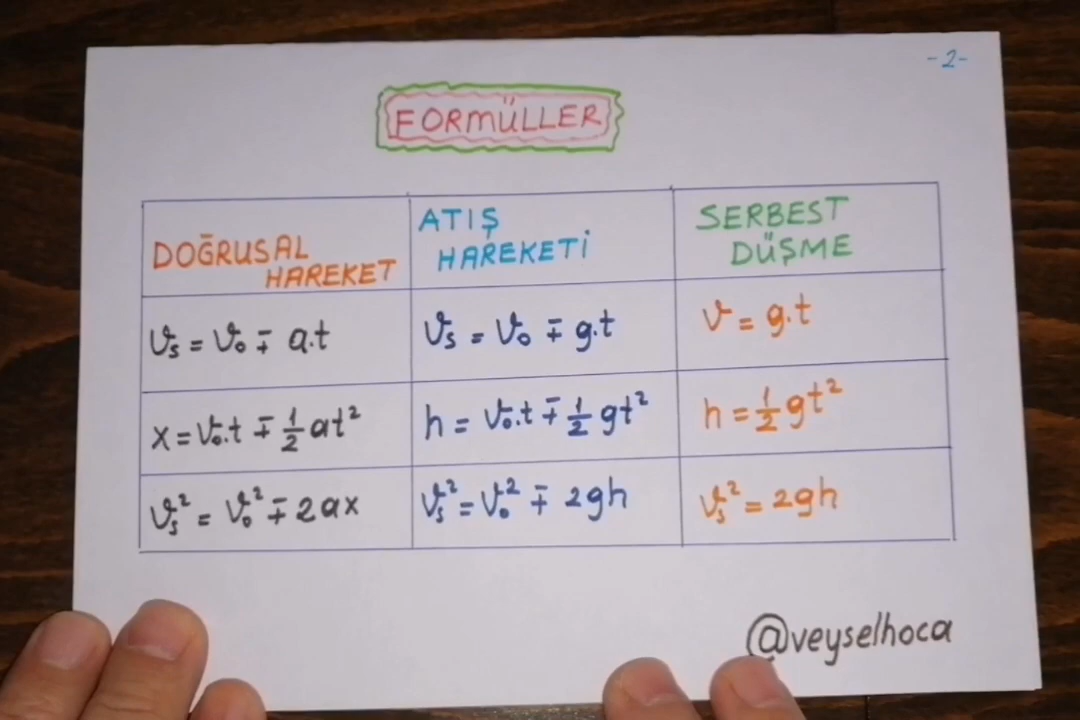 -2-
FORMÜLLER
DOĞRUSAL
HAREKET
ATIŞ
HAREKETİ
SERBEST
DÜŞME
𝑣ₛ = 𝑣₀ ∓ a.t
𝑣ₛ = 𝑣₀ ∓ g.t
𝑣 = g.t
x = 𝑣₀.t ∓ ½ at²
h = 𝑣₀.t ∓ ½ gt²
h = ½ gt²
𝑣ₛ² = 𝑣₀² ∓ 2ax
𝑣ₛ² = 𝑣₀² ∓ 2gh
𝑣ₛ² = 2gh
@veyselhoca